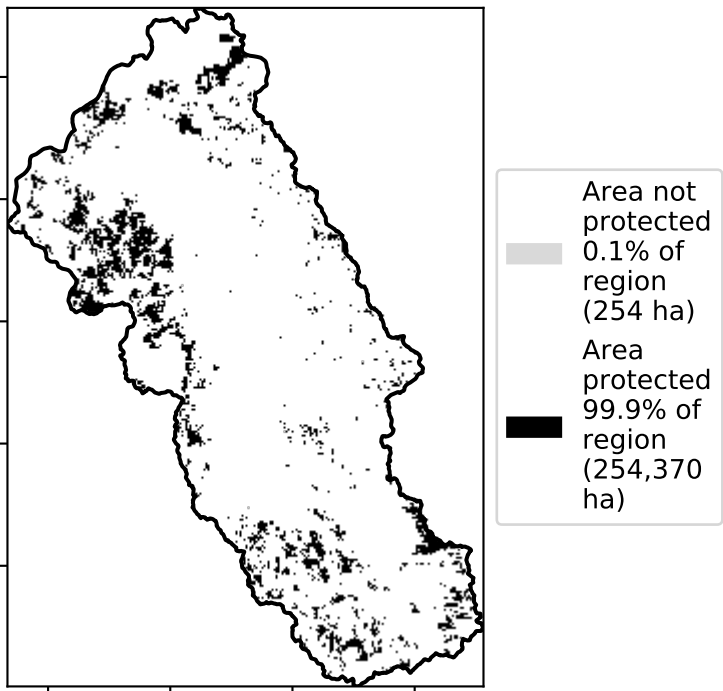 Area not
protected
0.1% of
region
(254 ha)
Area
protected
99.9% of
region
(254,370
ha)